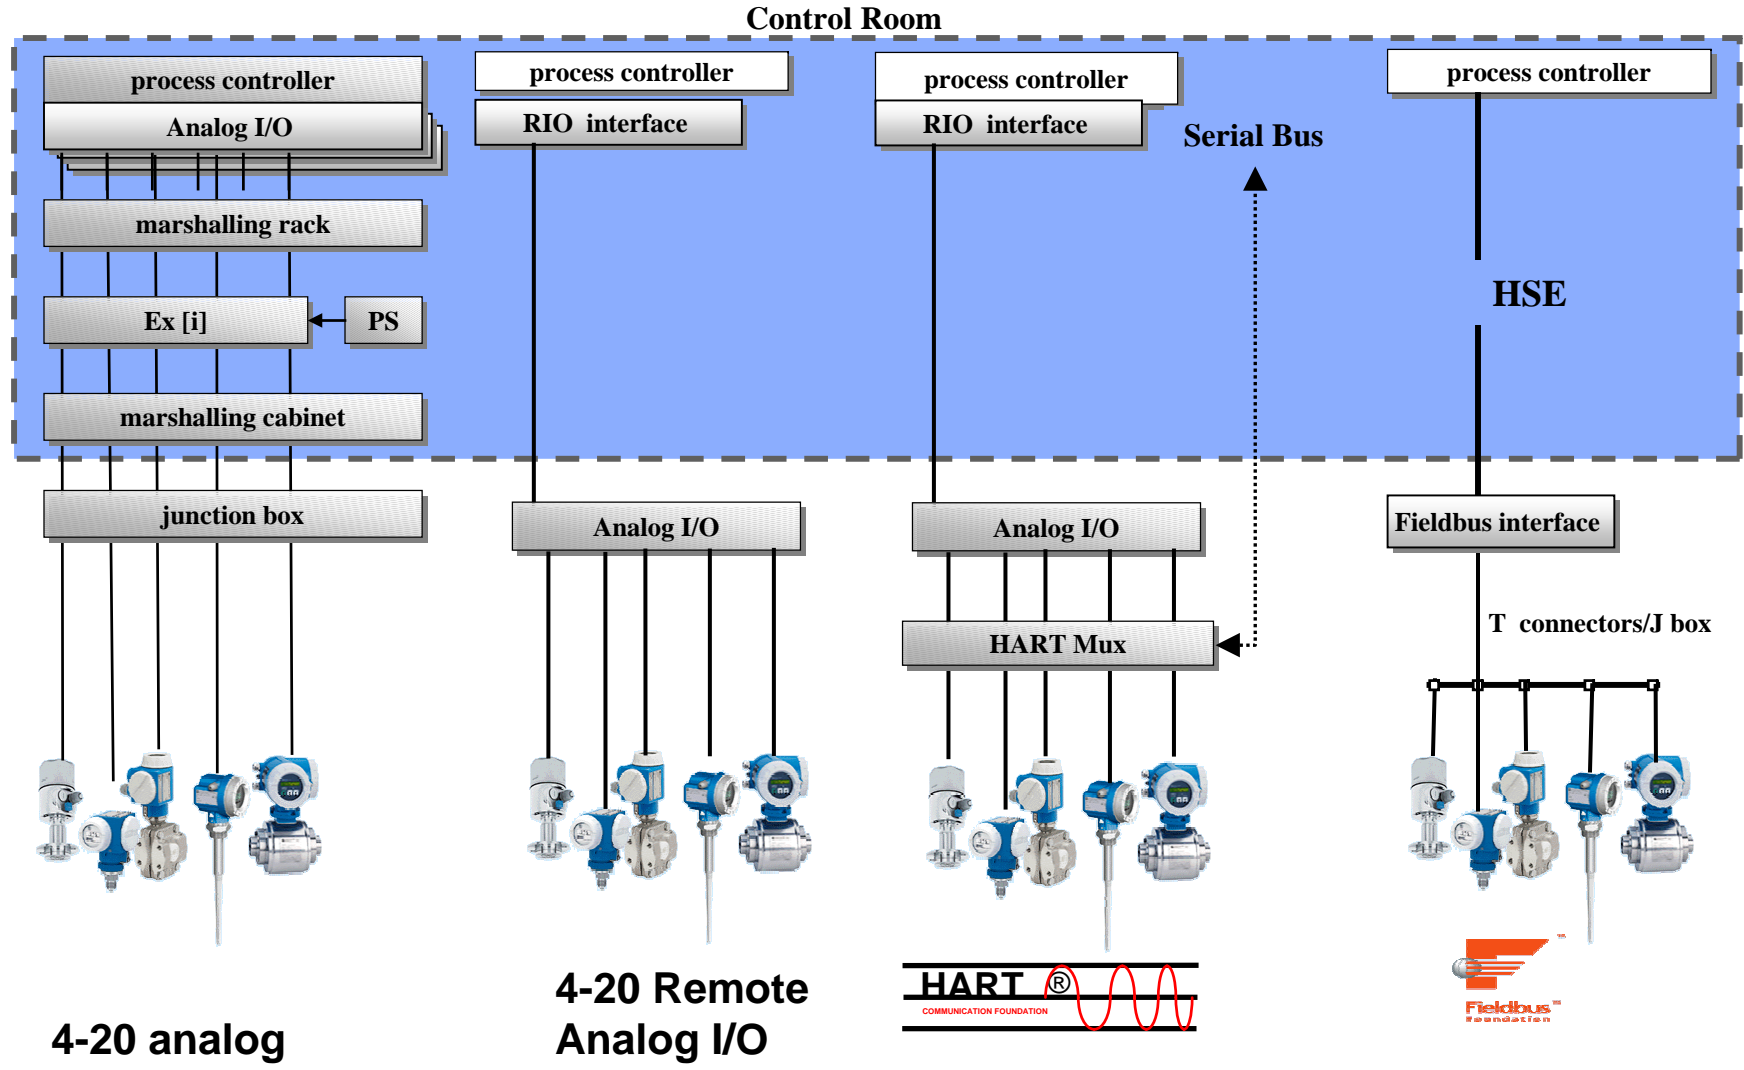 Control Room
process controller
Analog I/O
marshalling rack
Ex [i]
PS
marshalling cabinet
junction box
4-20 analog
process controller
RIO interface
Analog I/O
4-20 Remote
Analog I/O
process controller
RIO interface
Serial Bus
Analog I/O
HART Mux
HART ®
COMMUNICATION FOUNDATION
process controller
HSE
Fieldbus interface
T connectors/J box
Fieldbus™
Foundation